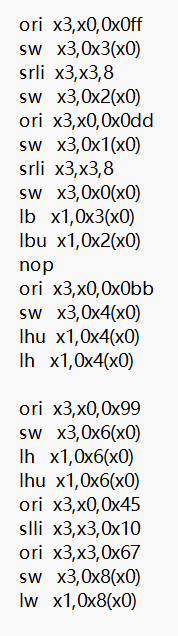 ori x3,x0,0x0ff
sw x3,0x3(x0)
srli x3,x3,8
sw x3,0x2(x0)
ori x3,x0,0x0dd
sw x3,0x1(x0)
srli x3,x3,8
sw x3,0x0(x0)
lb x1,0x3(x0)
lbu x1,0x2(x0)
nop
ori x3,x0,0x0bb
sw x3,0x4(x0)
lhu x1,0x4(x0)
lh x1,0x4(x0)
ori x3,x0,0x99
sw x3,0x6(x0)
lh x1,0x6(x0)
lhu x1,0x6(x0)
ori x3,x0,0x45
slli x3,x3,0x10
ori x3,x3,0x67
sw x3,0x8(x0)
lw x1,0x8(x0)